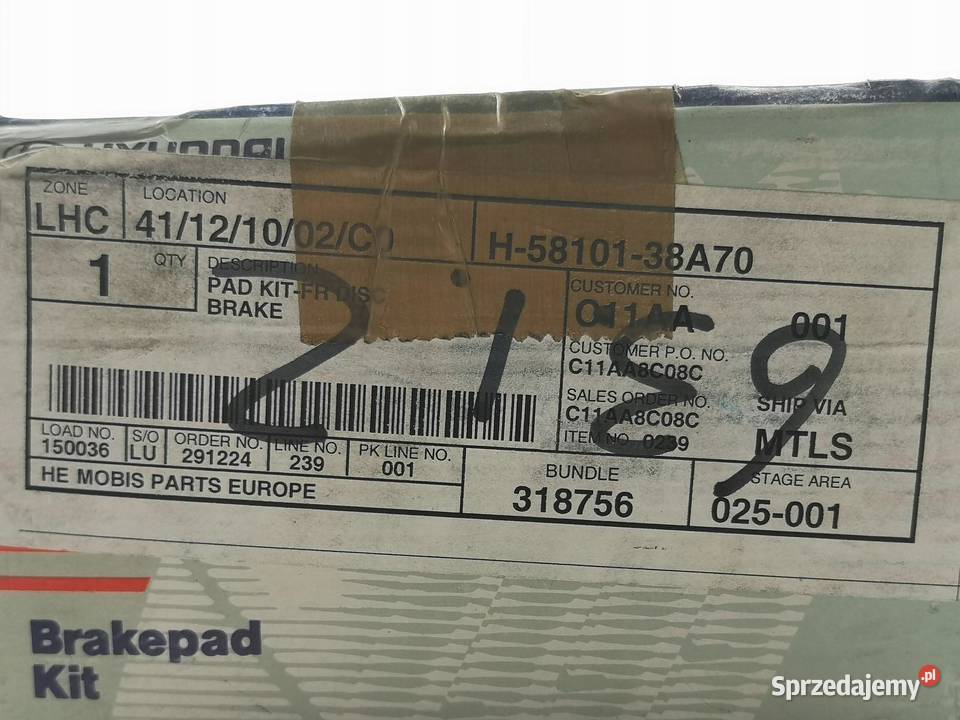 HYUNDAI
ZONE
LHC
LOCATION
41/12/10/02/C0
H-58101-38A70
1
QTY
DESCRIPTION
PAD KIT-FR DISC
BRAKE
CUSTOMER NO.
C11AA 001
CUSTOMER P.O. NO.
C11AA8C08C
SALES ORDER NO.
C11AA8C08C
SHIP VIA
ITEM NO. 0239
MTLS
2159
LOAD NO.
150036
S/O
LU
ORDER NO.
291224
LINE NO.
239
PK LINE NO.
001
HE MOBIS PARTS EUROPE
BUNDLE
318756
STAGE AREA
025-001
Brakepad
Kit
Sprzedajemy.pl